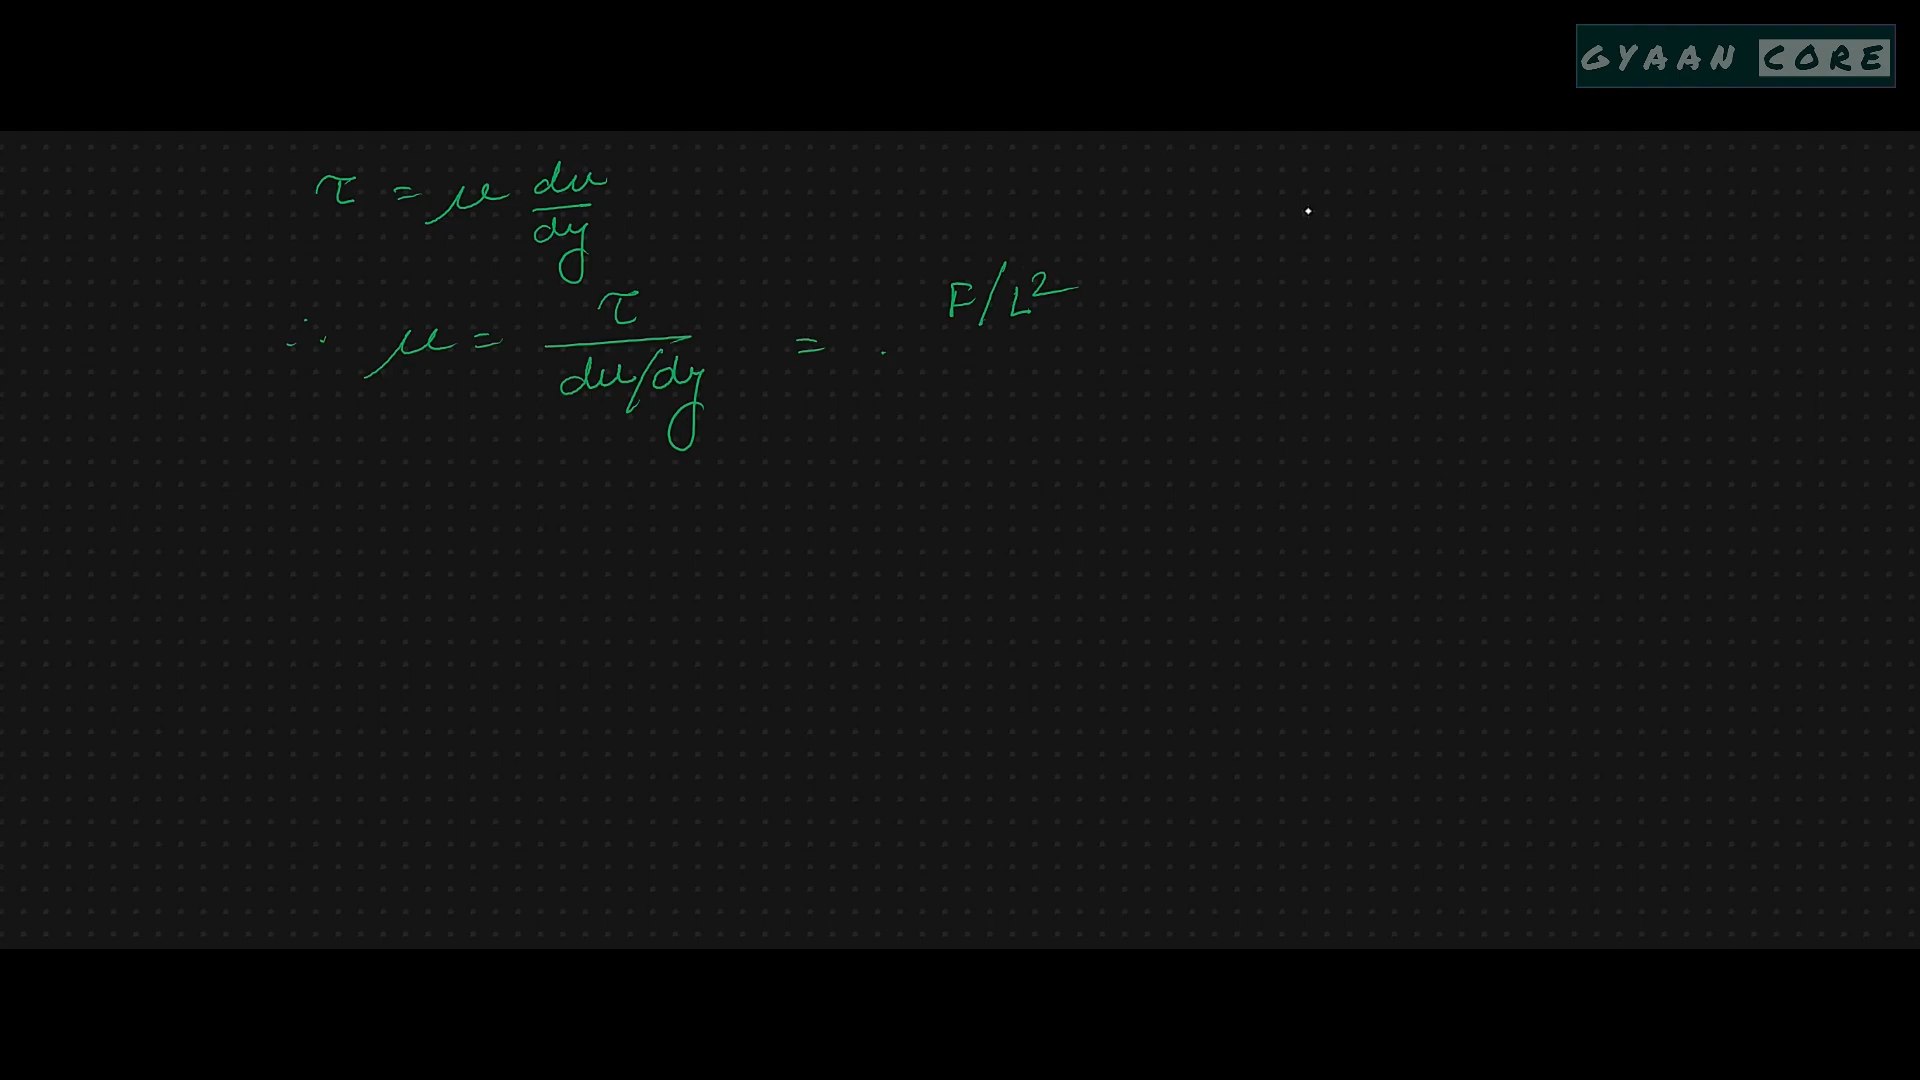 GYAAN CORE
τ = μ du/dy
∴ μ = τ/(du/dy) = F/L²